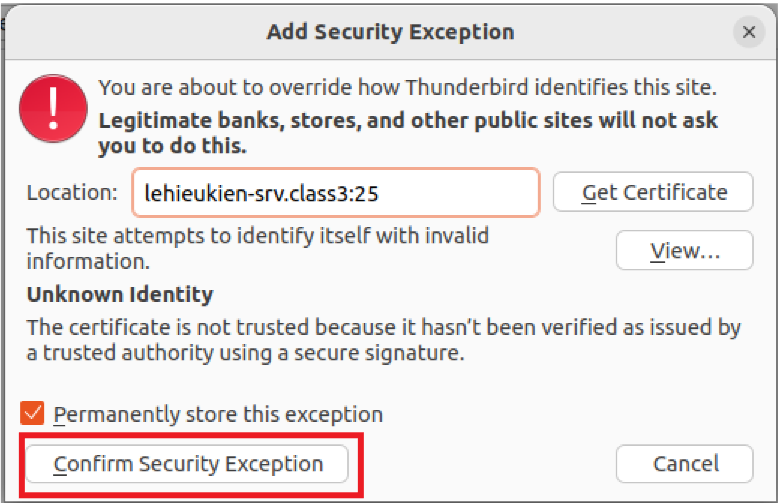 Add Security Exception
You are about to override how Thunderbird identifies this site.
Legitimate banks, stores, and other public sites will not ask
you to do this.
Location: lehieukien-srv.class3:25 Get Certificate
This site attempts to identify itself with invalid
information.
View...
Unknown Identity
The certificate is not trusted because it hasn't been verified as issued by
a trusted authority using a secure signature.
Permanently store this exception
Confirm Security Exception Cancel